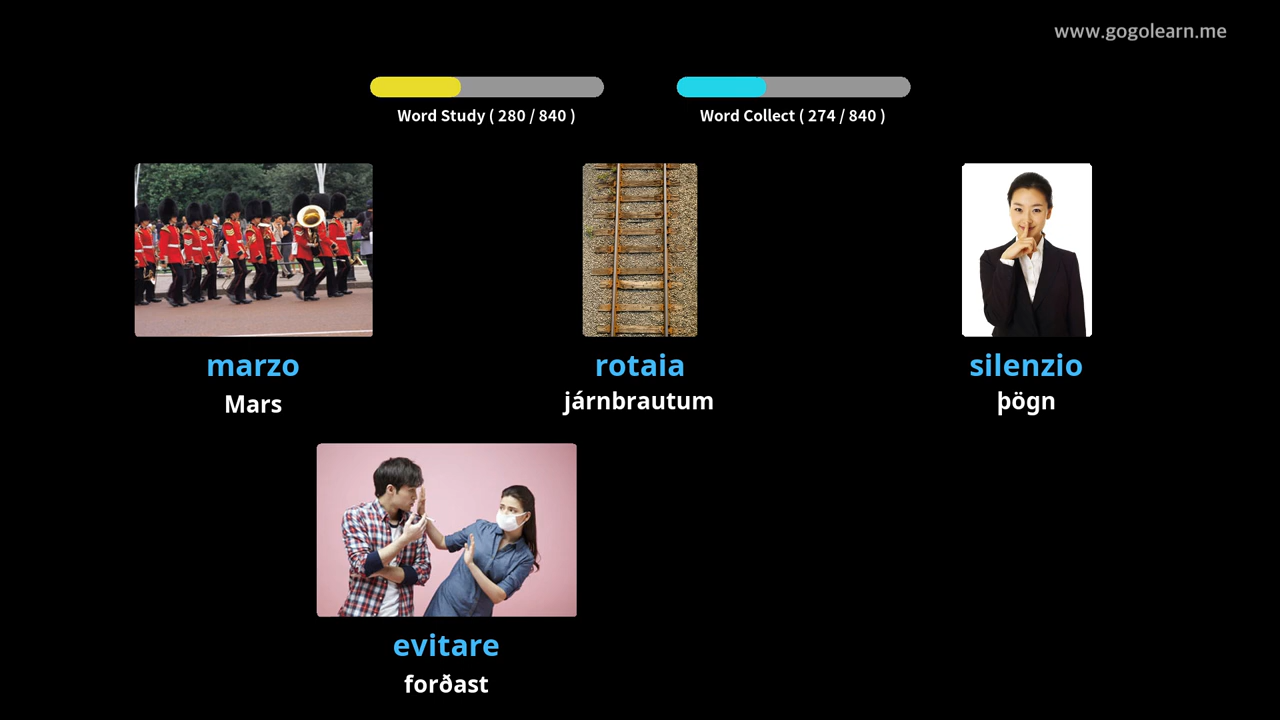 www.gogolearn.me
Word Study ( 280 / 840 )
Word Collect ( 274 / 840 )
marzo
Mars
rotaia
járnbrautum
silenzio
þögn
evitare
forðast